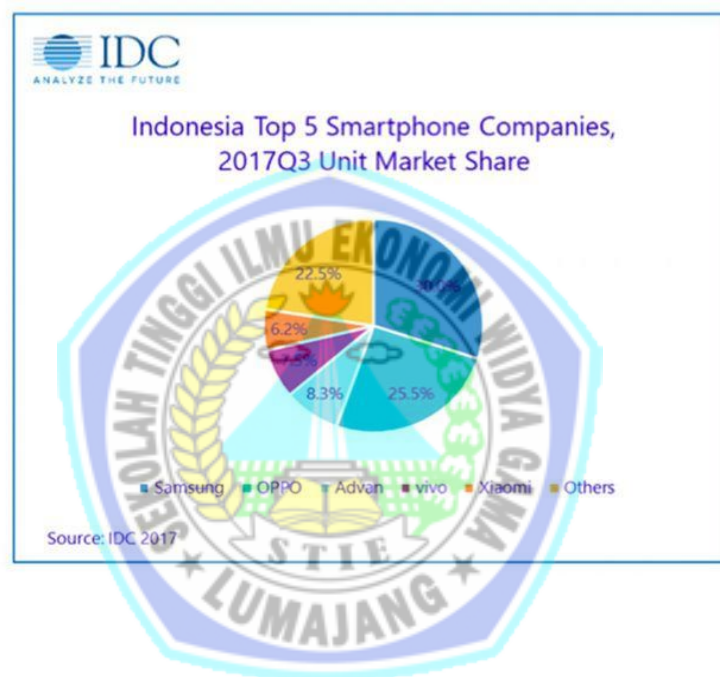 IDC
ANALYZE THE FUTURE
Indonesia Top 5 Smartphone Companies,
2017Q3 Unit Market Share
22.5%
30.0%
6.2%
7.5%
8.3%
25.5%
Samsung OPPO Advan vivo Xiaomi Others
Source: IDC 2017
SEKOLAH TINGGI ILMU EKONOMI WIDYA GAMA
STIE
LUMAJANG